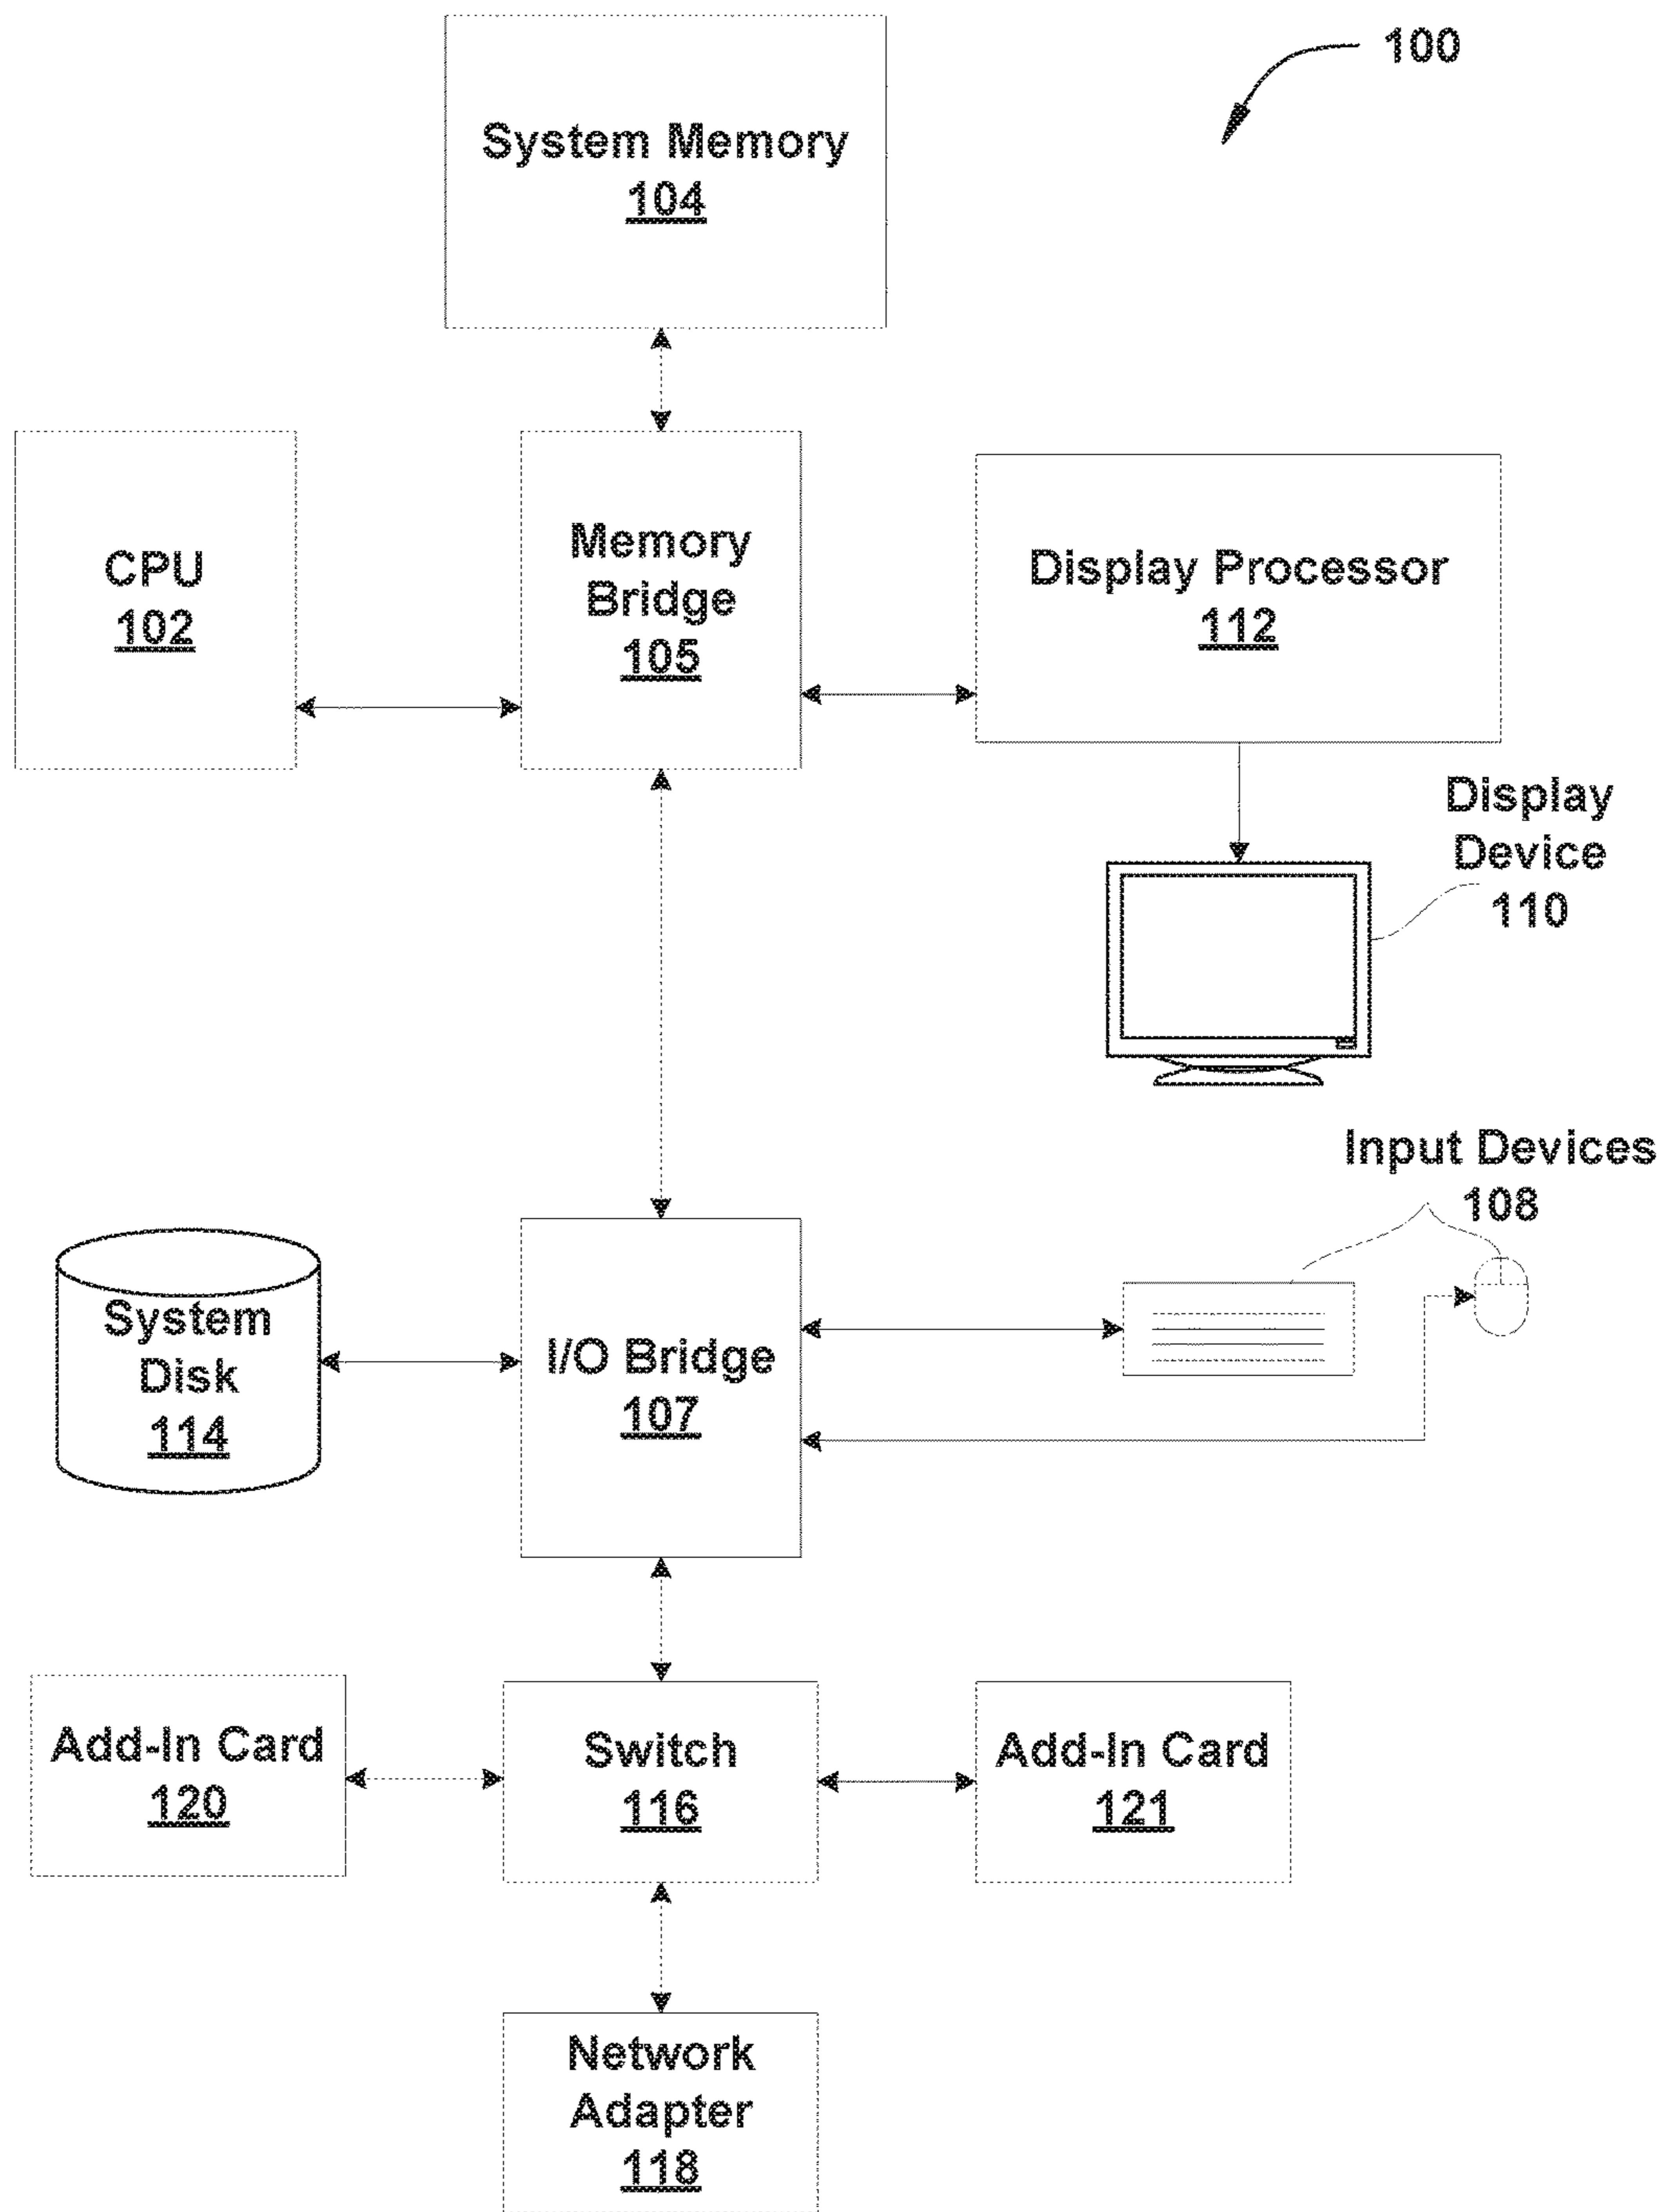 100
System Memory
104
CPU
102
Memory
Bridge
105
Display Processor
112
Display
Device
110
Input Devices
108
System
Disk
114
I/O Bridge
107
Add-In Card
120
Switch
116
Add-In Card
121
Network
Adapter
118